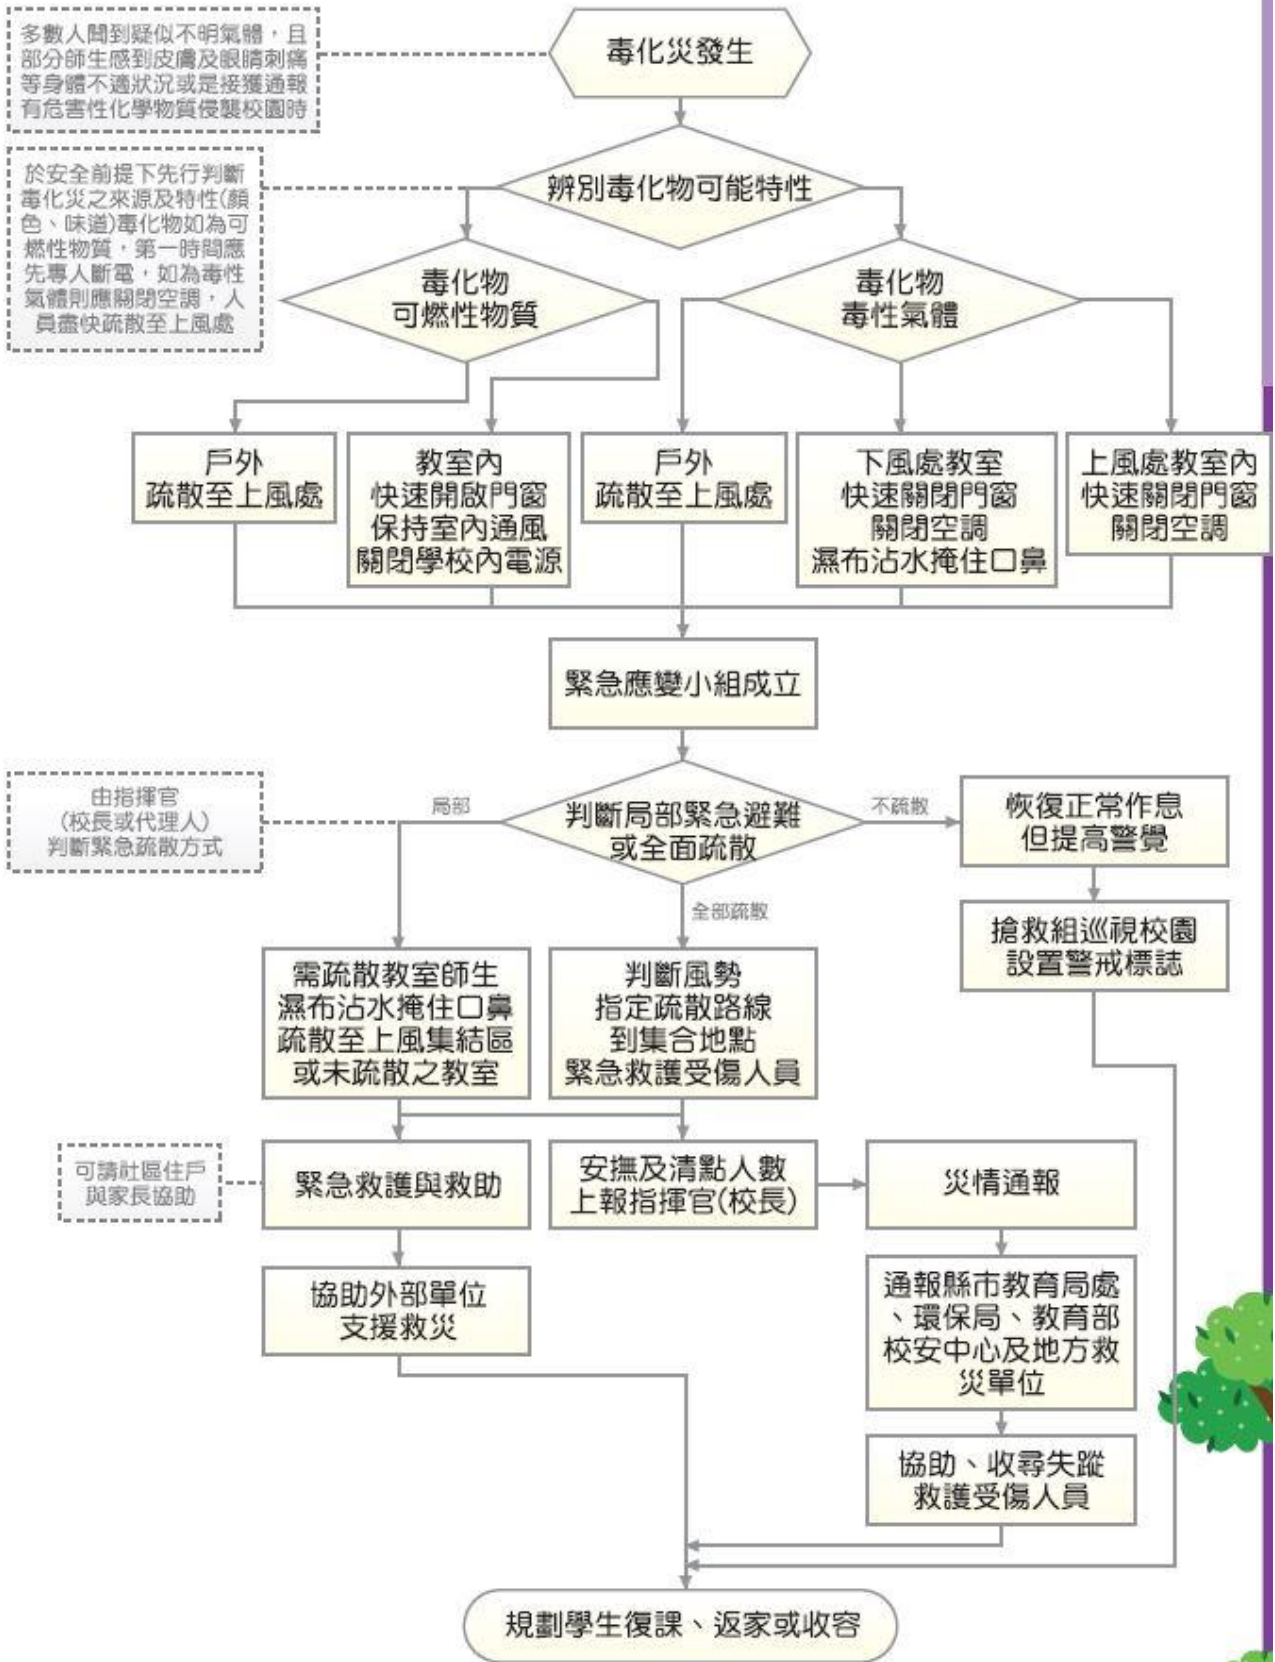 多數人聞到疑似不明氣體，且
部分師生感到皮膚及眼睛刺痛
等身體不適狀況或是接獲通報
有危害性化學物質侵襲校園時
毒化災發生
於安全前提下先行判斷
毒化災之來源及特性(顏
色、味道)毒化物如為可
燃性物質，第一時間應
先專人斷電，如為毒性
氣體則應關閉空調，人
員盡快疏散至上風處
辨別毒化物可能特性
毒化物
可燃性物質
毒化物
毒性氣體
戶外
疏散至上風處
教室內
快速開啟門窗
保持室內通風
關閉學校內電源
戶外
疏散至上風處
下風處教室
快速關閉門窗
關閉空調
濕布沾水掩住口鼻
上風處教室內
快速關閉門窗
關閉空調
緊急應變小組成立
由指揮官
(校長或代理人)
判斷緊急疏散方式
局部
判斷局部緊急避難
或全面疏散
不疏散
恢復正常作息
但提高警覺
全部疏散
搶救組巡視校園
設置警戒標誌
需疏散教室師生
濕布沾水掩住口鼻
疏散至上風集結區
或未疏散之教室
判斷風勢
指定疏散路線
到集合地點
緊急救護受傷人員
可請社區住戶
與家長協助
緊急救護與救助
安撫及清點人數
上報指揮官(校長)
災情通報
協助外部單位
支援救災
通報縣市教育局處
、環保局、教育部
校安中心及地方救
災單位
協助、收尋失蹤
救護受傷人員
規劃學生復課、返家或收容